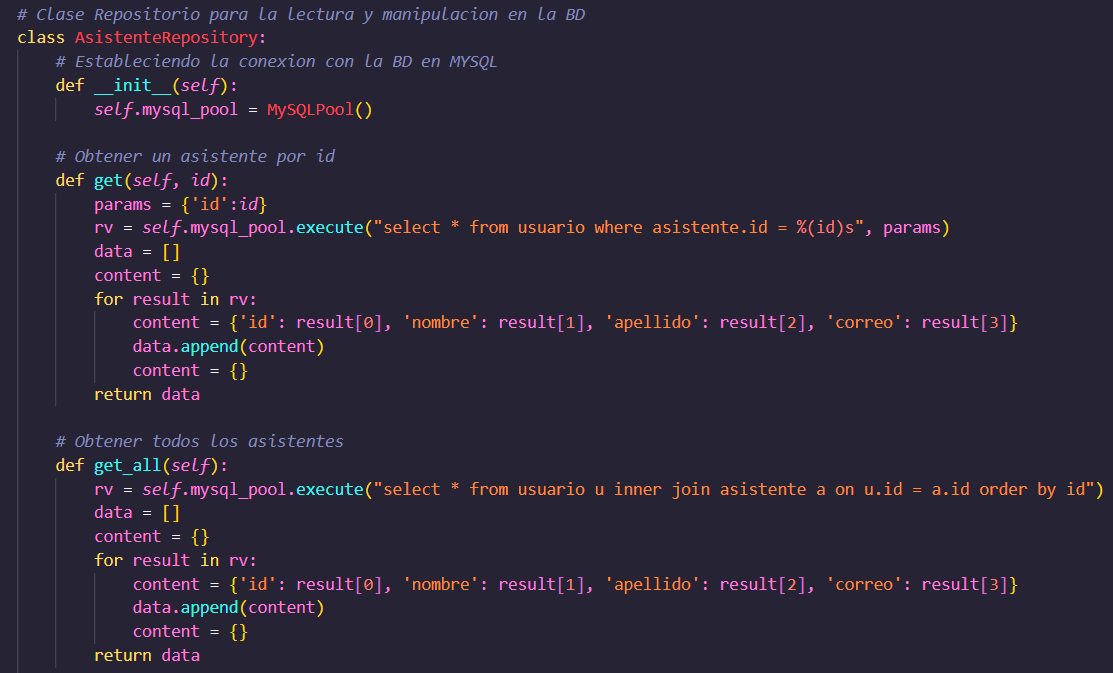 # Clase Repositorio para la lectura y manipulacion en la BD
class AsistenteRepository:
    # Estableciendo la conexion con la BD en MYSQL
    def __init__(self):
        self.mysql_pool = MySQLPool()

    # Obtener un asistente por id
    def get(self, id):
        params = {'id':id}
        rv = self.mysql_pool.execute("select * from usuario where asistente.id = %(id)s", params)
        data = []
        content = {}
        for result in rv:
            content = {'id': result[0], 'nombre': result[1], 'apellido': result[2], 'correo': result[3]}
            data.append(content)
            content = {}
        return data

    # Obtener todos los asistentes
    def get_all(self):
        rv = self.mysql_pool.execute("select * from usuario u inner join asistente a on u.id = a.id order by id")
        data = []
        content = {}
        for result in rv:
            content = {'id': result[0], 'nombre': result[1], 'apellido': result[2], 'correo': result[3]}
            data.append(content)
            content = {}
        return data